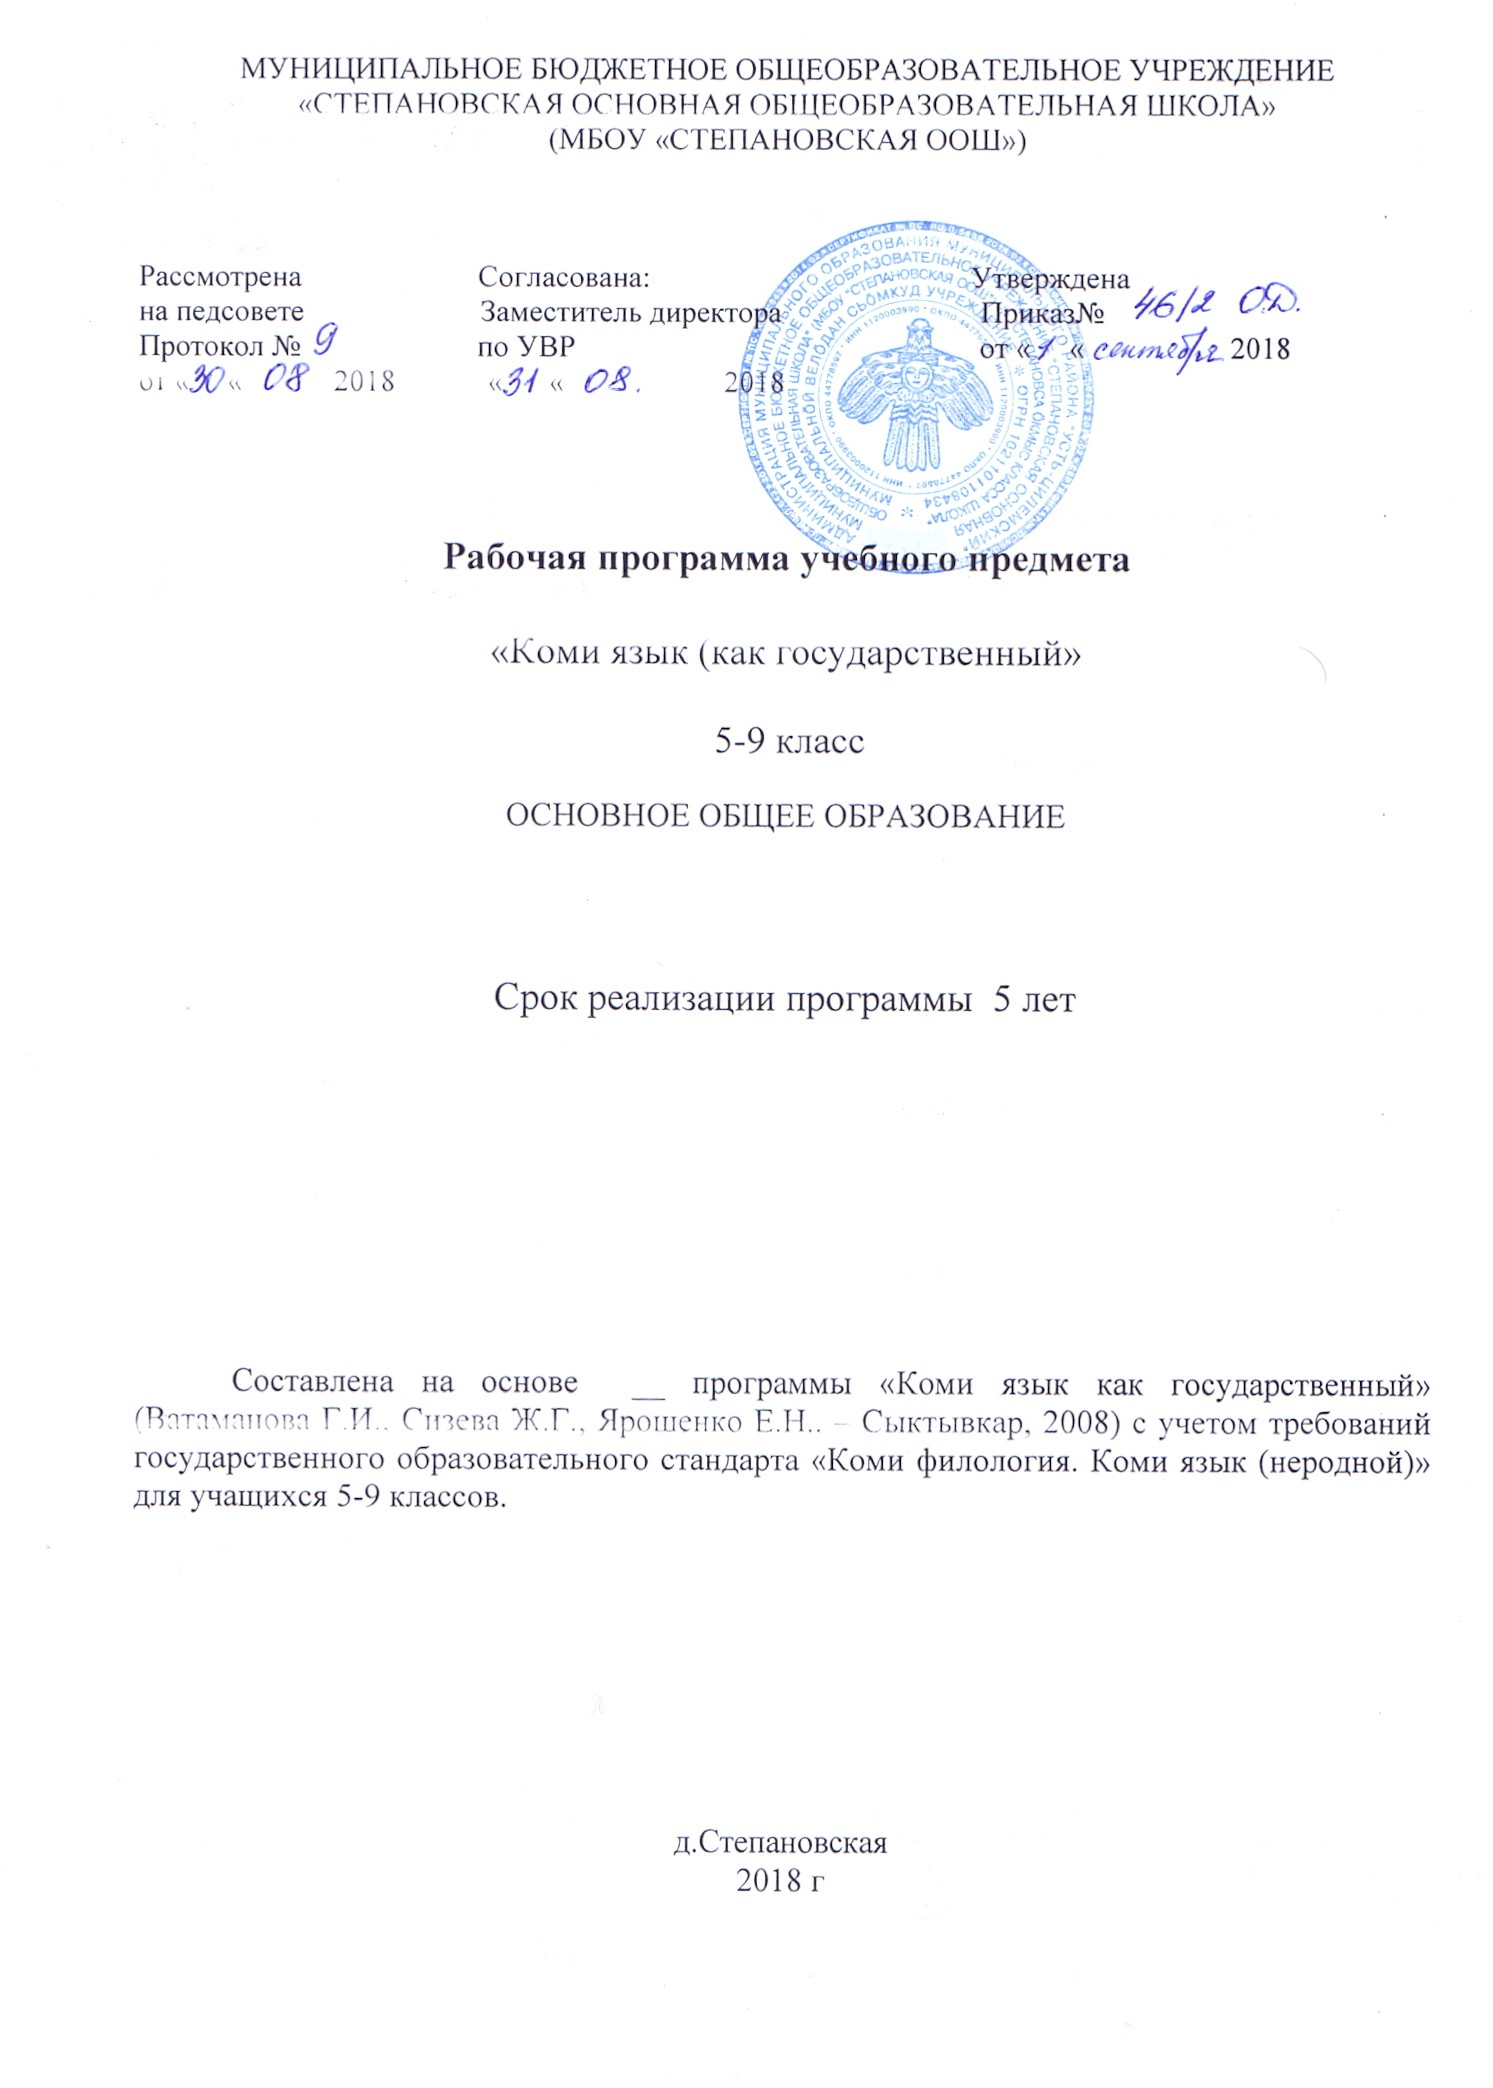 МУНИЦИПАЛЬНОЕ БЮДЖЕТНОЕ ОБЩЕОБРАЗОВАТЕЛЬНОЕ УЧРЕЖДЕНИЕ
«СТЕПАНОВСКАЯ ОСНОВНАЯ ОБЩЕОБРАЗОВАТЕЛЬНАЯ ШКОЛА»
(МБОУ «СТЕПАНОВСКАЯ ООШ»)
Рассмотрена
на педсовете
Протокол № 9
от «30« 08 2018
Согласована:
Заместитель директора
по УВР
«31 « 08. 2018
Утверждена
Приказ№ 46/2 О.Д.
от «1 « сентября 2018
Рабочая программа учебного предмета
«Коми язык (как государственный»
5-9 класс
ОСНОВНОЕ ОБЩЕЕ ОБРАЗОВАНИЕ
Срок реализации программы 5 лет
Составлена на основе __ программы «Коми язык как государственный»
(Ватаманова Г.И.. Сизева Ж.Г., Ярошенко Е.Н.. – Сыктывкар, 2008) с учетом требований
государственного образовательного стандарта «Коми филология. Коми язык (неродной)»
для учащихся 5-9 классов.
д.Степановская
2018 г